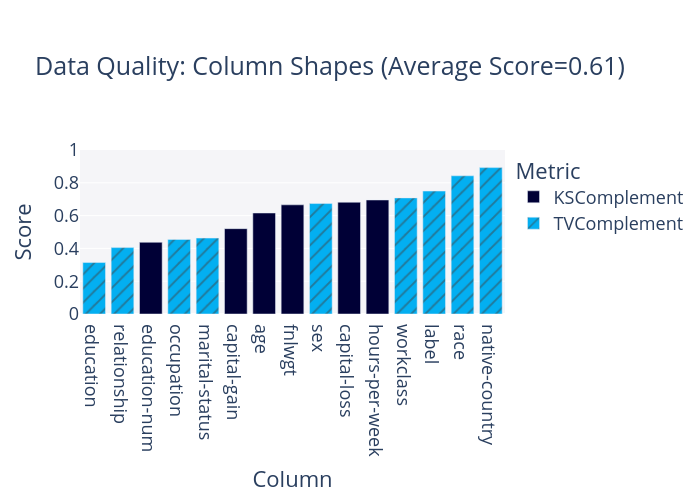 Data Quality: Column Shapes (Average Score=0.61)
Score
1
0.8
0.6
0.4
0.2
0
education
relationship
education-num
occupation
marital-status
capital-gain
age
fnlwgt
sex
capital-loss
hours-per-week
workclass
label
race
native-country
Column
Metric
KSComplement
TVComplement